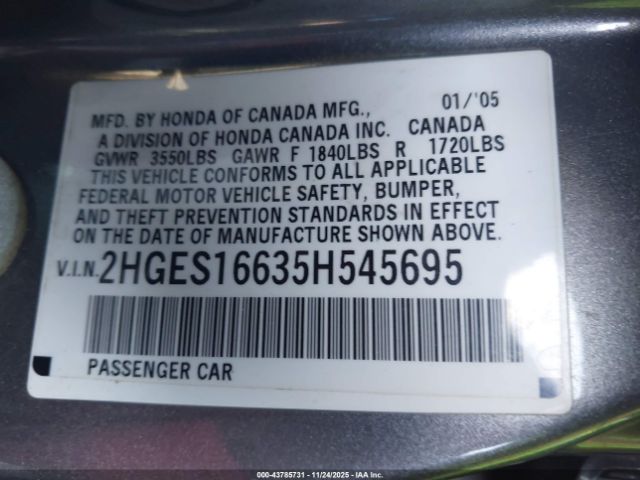 MFD. BY HONDA OF CANADA MFG., 01/'05
A DIVISION OF HONDA CANADA INC. CANADA
GVWR 3550LBS GAWR F 1840LBS R 1720LBS
THIS VEHICLE CONFORMS TO ALL APPLICABLE
FEDERAL MOTOR VEHICLE SAFETY, BUMPER,
AND THEFT PREVENTION STANDARDS IN EFFECT
ON THE DATE OF MANUFACTURE SHOWN ABOVE.
V.I.N. 2HGES16635H545695
PASSENGER CAR
© 43785731 - 11/24/2025 - IAA Inc.